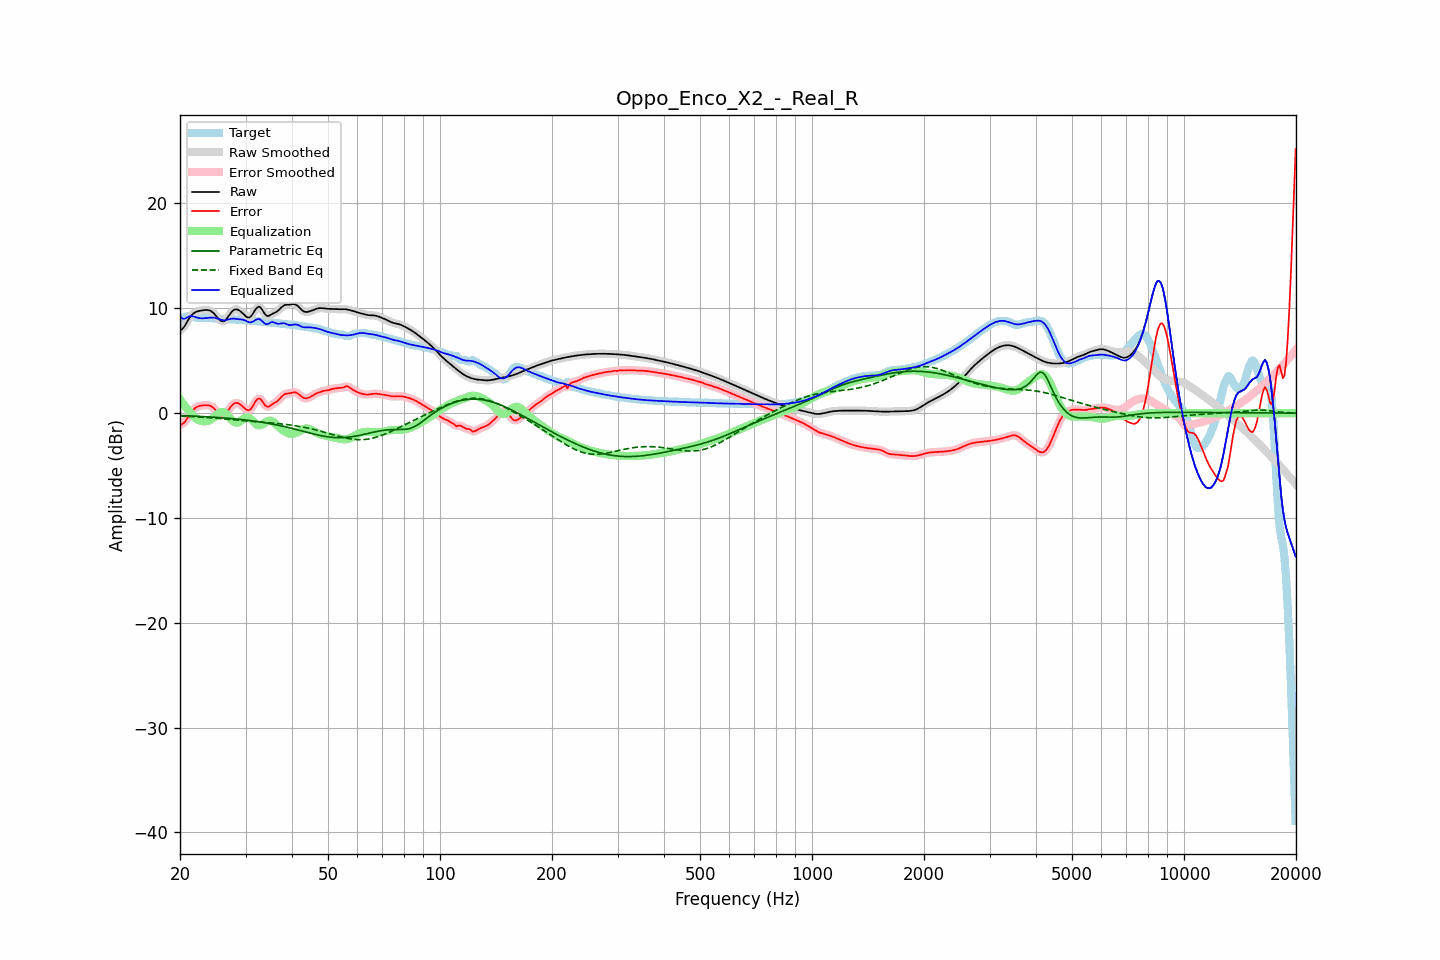 Oppo_Enco_X2_-_Real_R
Target
Raw Smoothed
Error Smoothed
Raw
Error
Equalization
Parametric Eq
Fixed Band Eq
Equalized
20
10
0
−10
−20
−30
−40
Amplitude (dBr)
20
50
100
200
500
1000
2000
5000
10000
20000
Frequency (Hz)